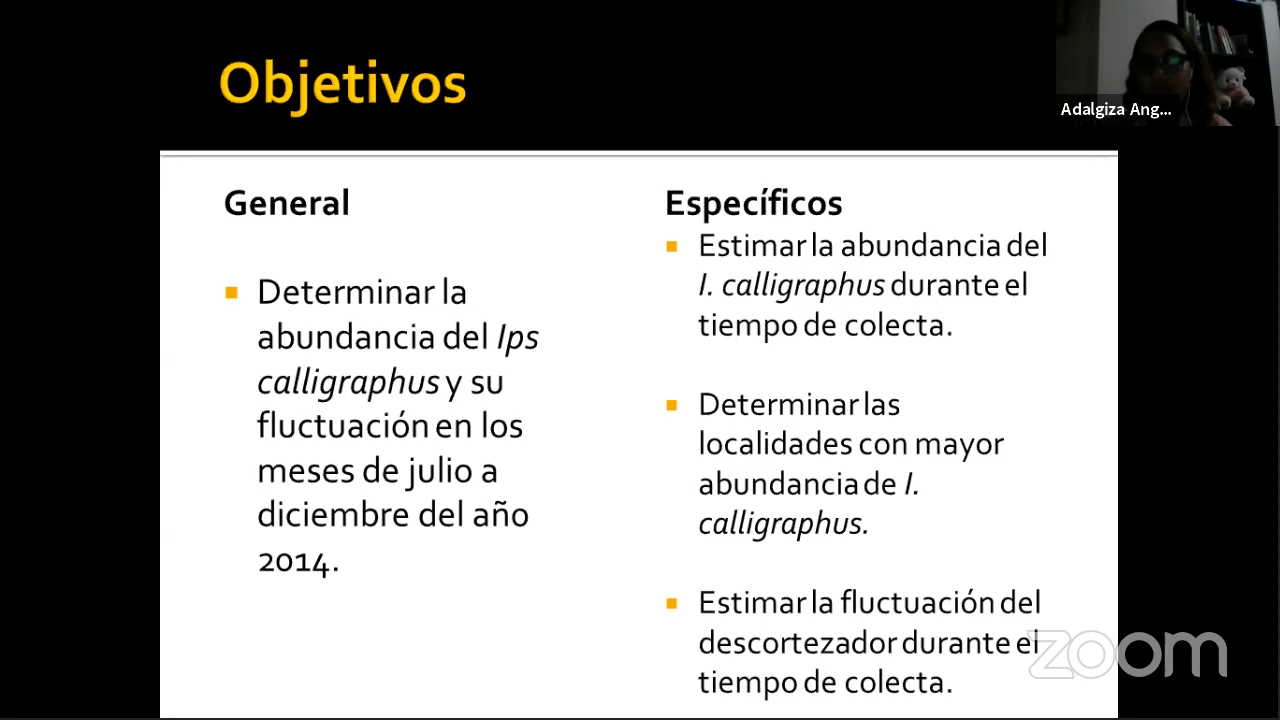 Objetivos
Adalgiza Ang...
General
Determinar la
abundancia del Ips
calligraphus y su
fluctuación en los
meses de julio a
diciembre del año
2014.
Específicos
Estimar la abundancia del
I. calligraphus durante el
tiempo de colecta.
Determinar las
localidades con mayor
abundancia de I.
calligraphus.
Estimar la fluctuación del
descortezador durante el
tiempo de colecta.
zoom